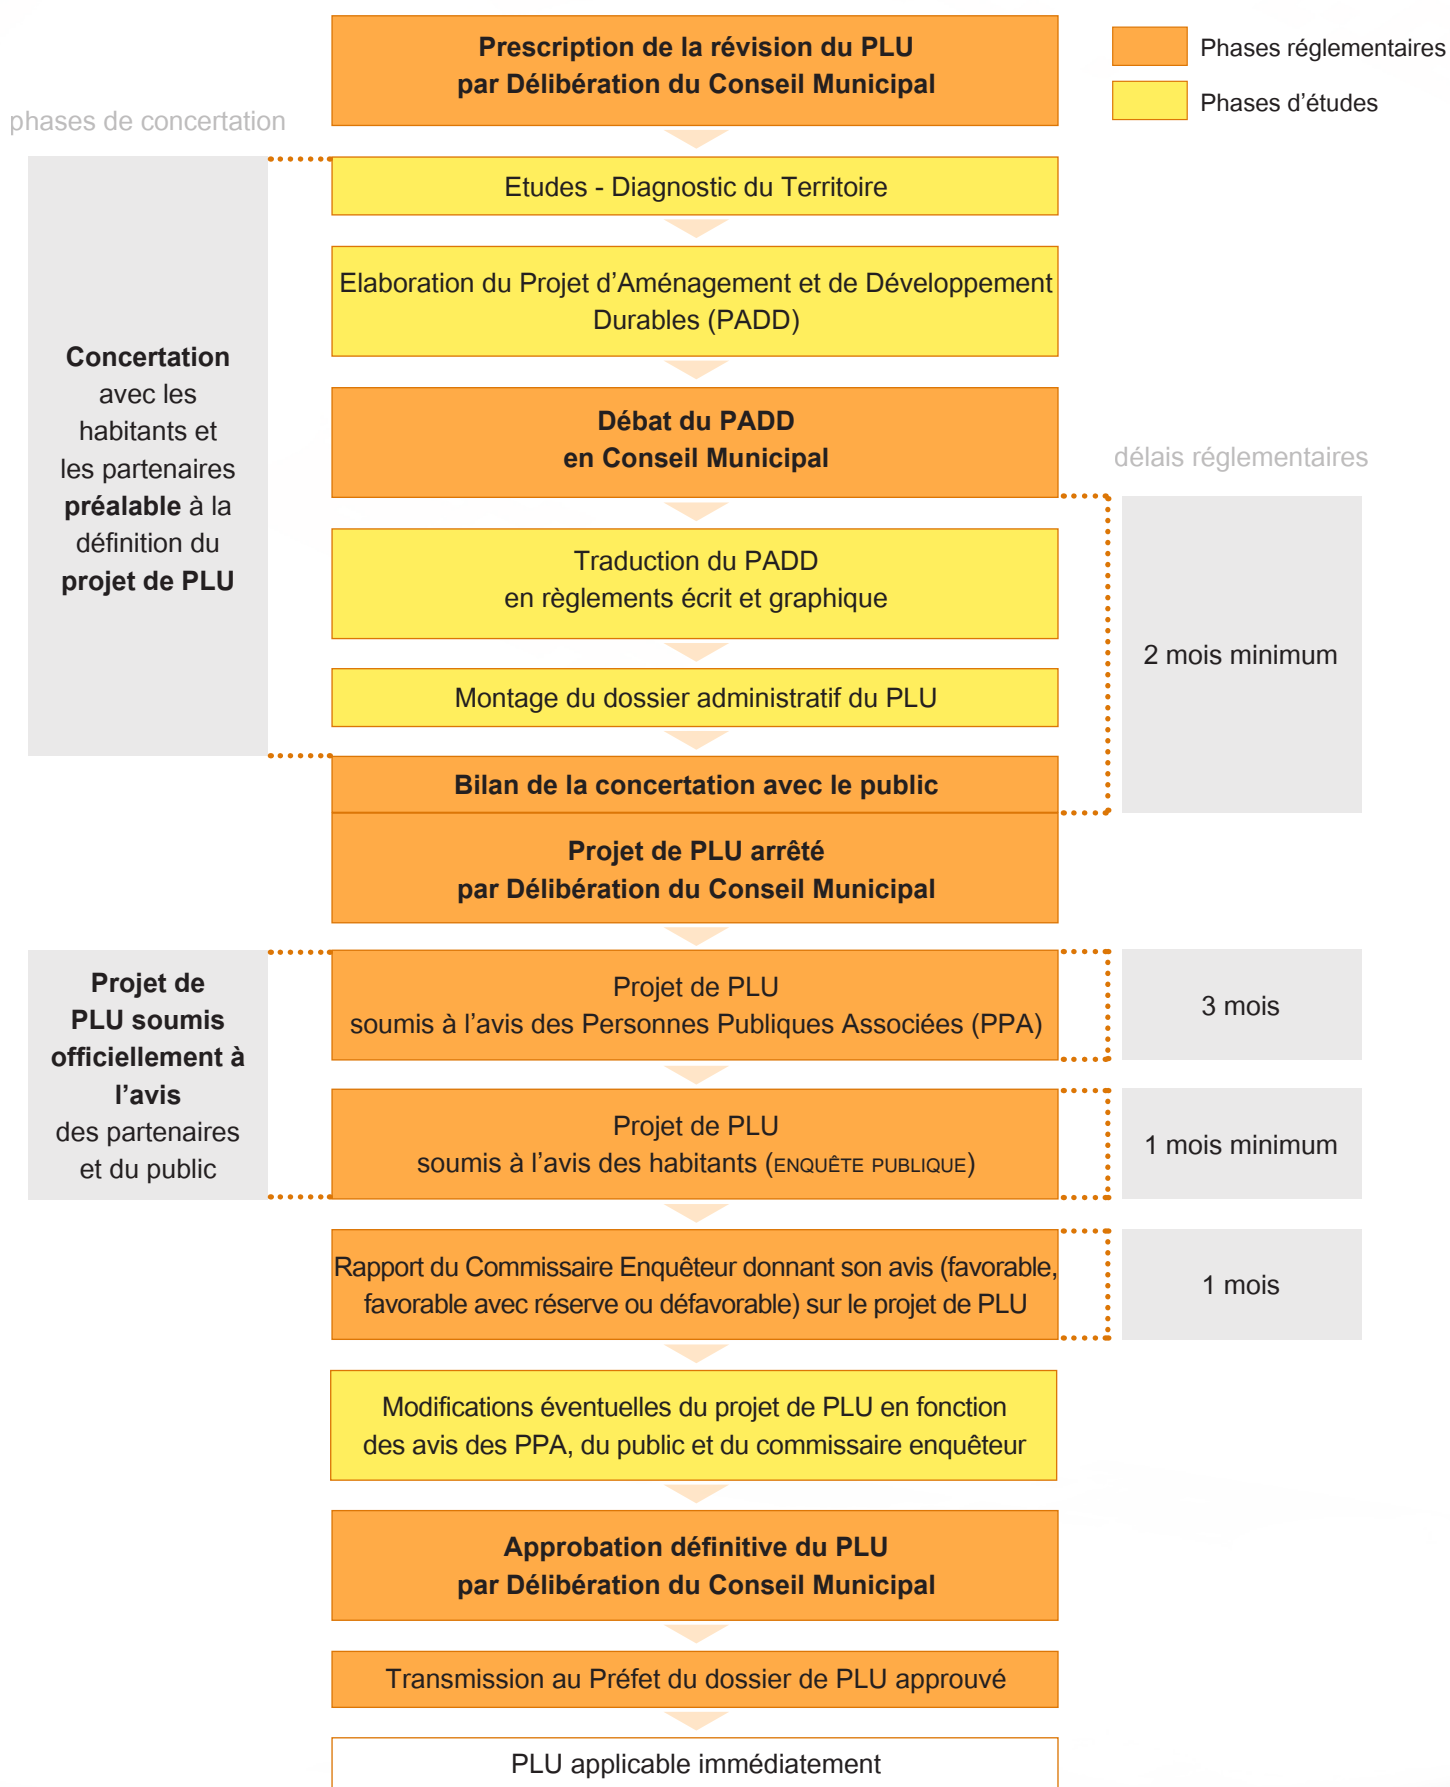 Prescription de la révision du PLU
par Délibération du Conseil Municipal
Phases réglementaires
Phases d'études
phases de concertation
Etudes - Diagnostic du Territoire
Elaboration du Projet d'Aménagement et de Développement
Durables (PADD)
Concertation
avec les
habitants et
les partenaires
préalable à la
définition du
projet de PLU
Débat du PADD
en Conseil Municipal
délais réglementaires
Traduction du PADD
en règlements écrit et graphique
2 mois minimum
Montage du dossier administratif du PLU
Bilan de la concertation avec le public
Projet de PLU arrêté
par Délibération du Conseil Municipal
Projet de
PLU soumis
officiellement à
l'avis
des partenaires
et du public
Projet de PLU
soumis à l'avis des Personnes Publiques Associées (PPA)
3 mois
Projet de PLU
soumis à l'avis des habitants (ENQUÊTE PUBLIQUE)
1 mois minimum
Rapport du Commissaire Enquêteur donnant son avis (favorable,
favorable avec réserve ou défavorable) sur le projet de PLU
1 mois
Modifications éventuelles du projet de PLU en fonction
des avis des PPA, du public et du commissaire enquêteur
Approbation définitive du PLU
par Délibération du Conseil Municipal
Transmission au Préfet du dossier de PLU approuvé
PLU applicable immédiatement